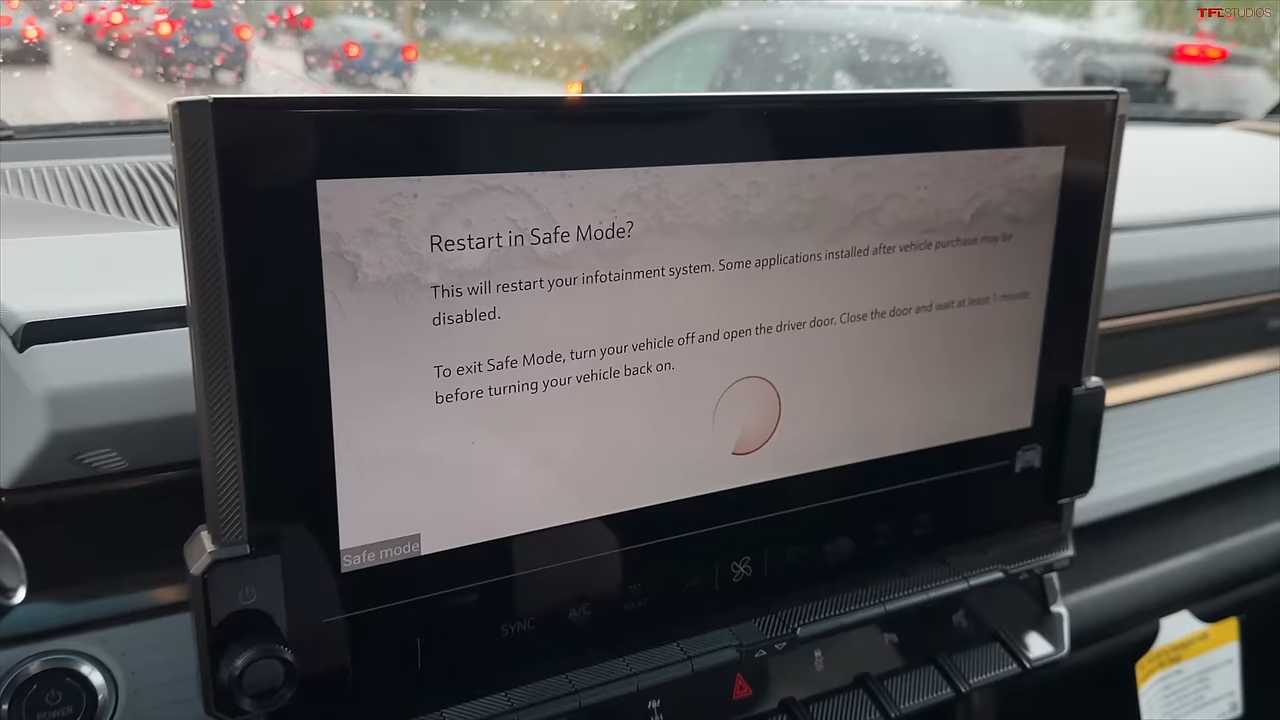 TFLSTUDIOS
Restart in Safe Mode?
This will restart your infotainment system. Some applications installed after vehicle purchase may be
disabled.
To exit Safe Mode, turn your vehicle off and open the driver door. Close the door and wait at least 1 minute
before turning your vehicle back on.
Safe mode
SYNC
A/C
POWER